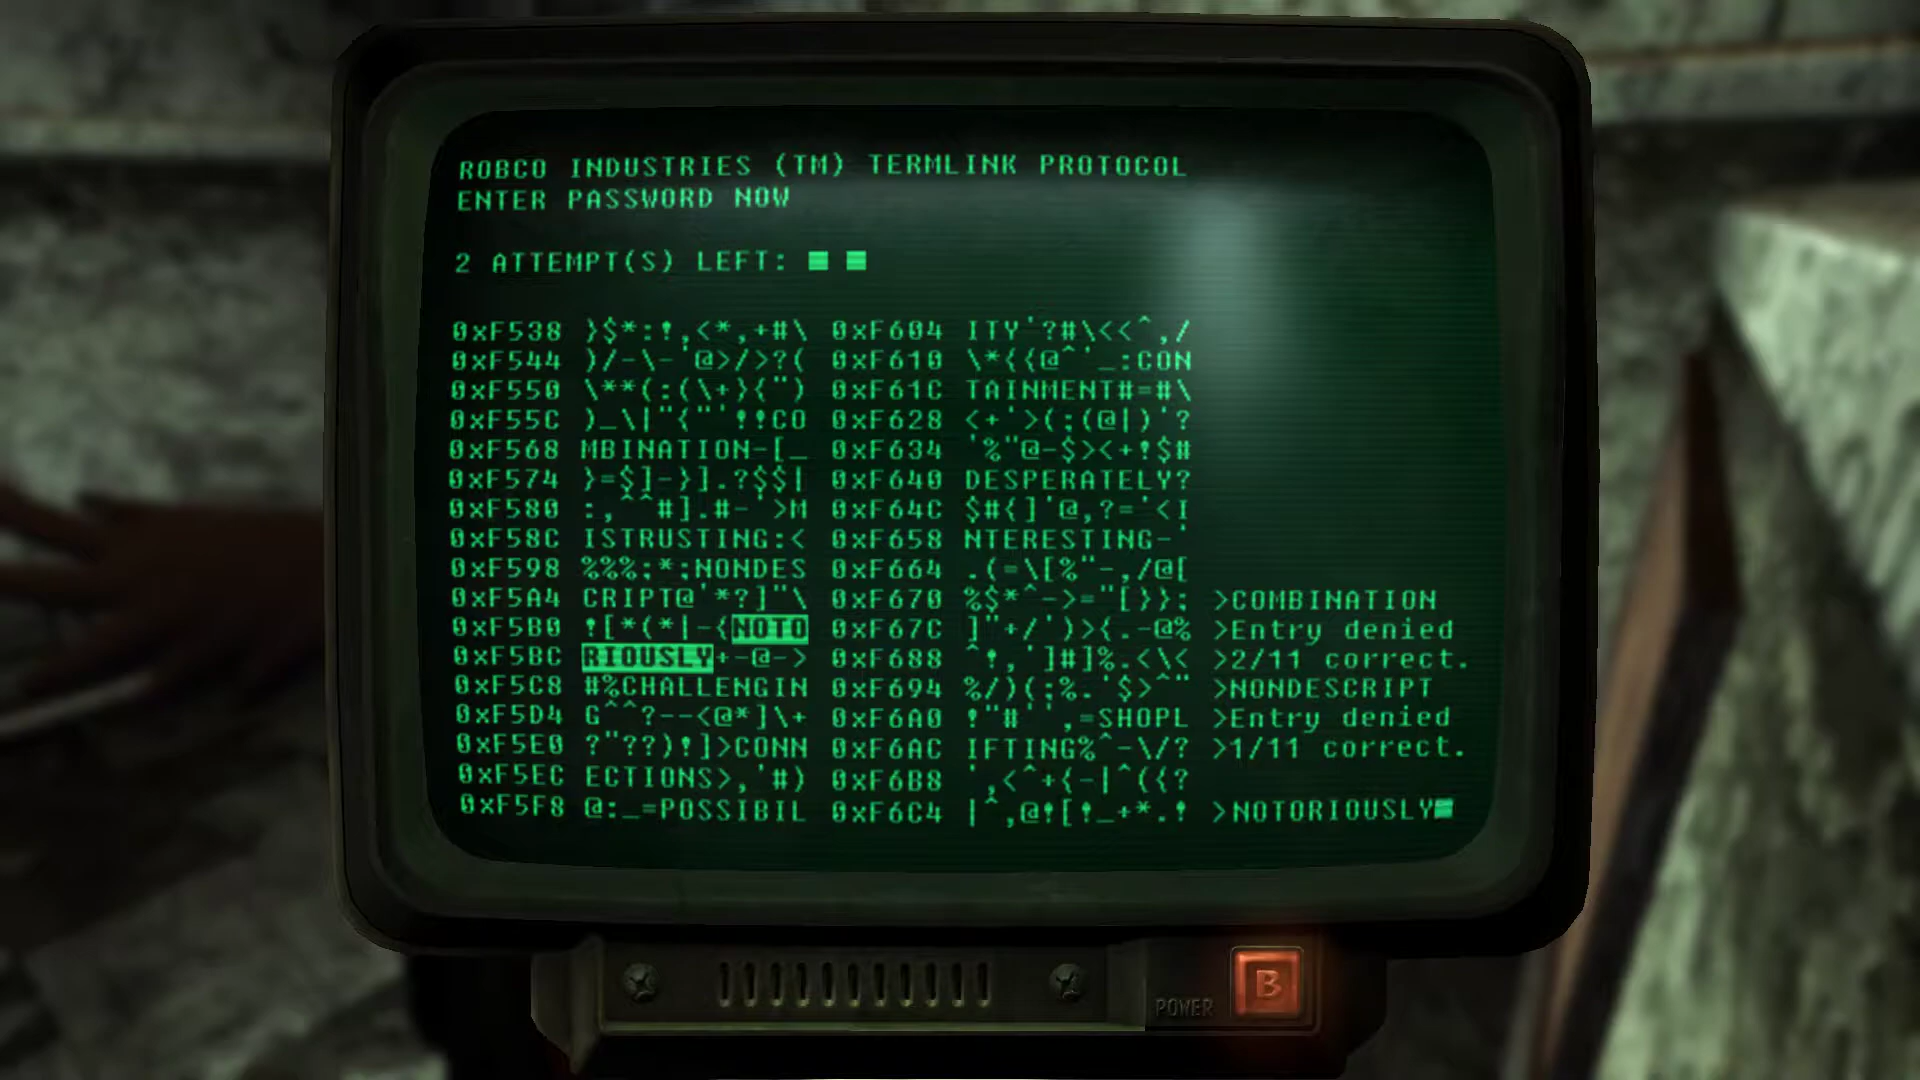 ROBCO INDUSTRIES (TM) TERMLINK PROTOCOL
ENTER PASSWORD NOW
2 ATTEMPT(S) LEFT:
0xF538 }$*:!,<*,+#\ 0xF604 ITY'?#\<<^,/
0xF544 )/-\-'@>/>?( 0xF610 \*{{@^'_:CON
0xF550 \**(:(\+}{") 0xF61C TAINMENT#=#\
0xF55C )_\|"{"'!!CO 0xF628 <+'>(;(@|)'?
0xF568 MBINATION-[_ 0xF634 '%"@-$><+!$#
0xF574 }=$]-}].?$$| 0xF640 DESPERATELY?
0xF580 :,^^#].#-'>M 0xF64C $#{]'@,?='<I
0xF58C ISTRUSTING:< 0xF658 NTERESTING-'
0xF598 %%%;*;NONDES 0xF664 .(=\[%"-,/@[
0xF5A4 CRIPT@'*?]"\ 0xF670 %$*^->="[}}; >COMBINATION
0xF5B0 ![*(*|-{NOTO 0xF67C ]"+/')>{.-@% >Entry denied
0xF5BC RIOUSLY+-@-> 0xF688 ^!,']#]%.<\< >2/11 correct.
0xF5C8 #%CHALLENGIN 0xF694 %/)(;%.'$>^" >NONDESCRIPT
0xF5D4 G^^?--<@*]\+ 0xF6A0 !"#'',=SHOPL >Entry denied
0xF5E0 ?"??)!]>CONN 0xF6AC IFTING%^-\/? >1/11 correct.
0xF5EC ECTIONS>,'#) 0xF6B8 ',<^+{-|^({?
0xF5F8 @:_=POSSIBIL 0xF6C4 |^,@![!_+*.! >NOTORIOUSLY
POWER
B